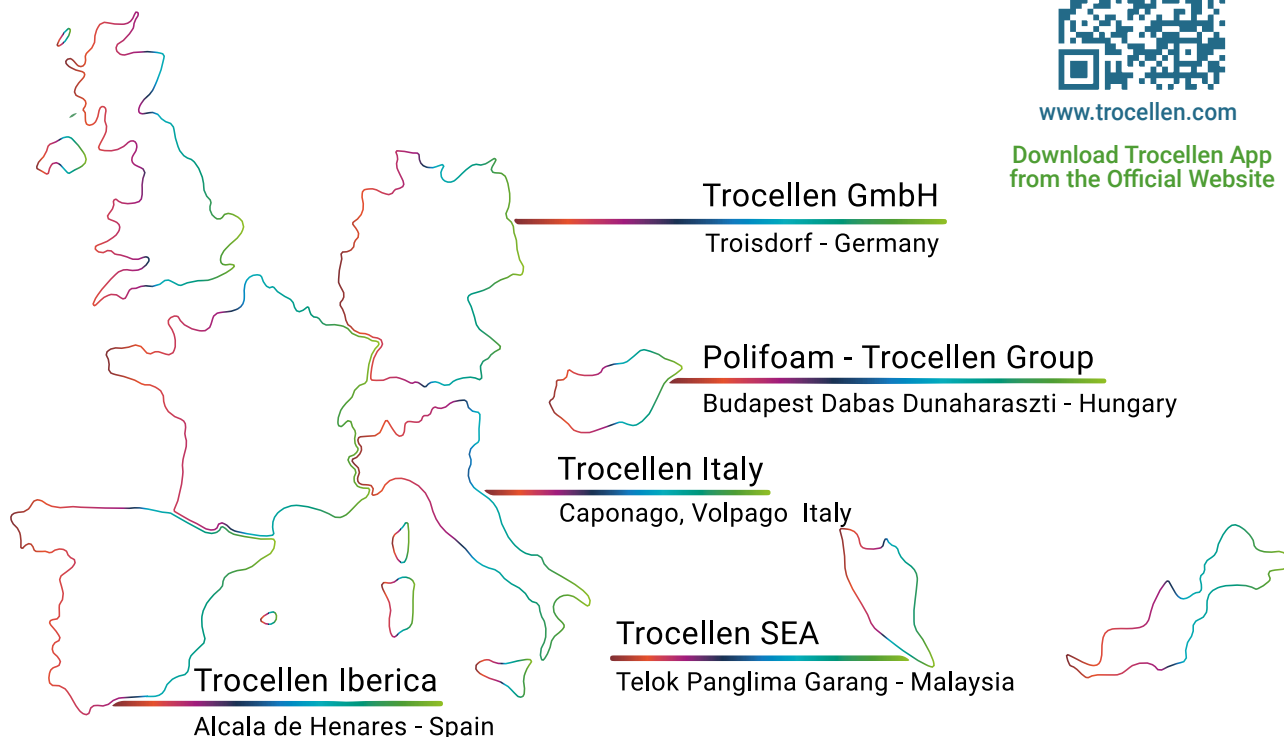 www.trocellen.com
Download Trocellen App
from the Official Website
Trocellen GmbH
Troisdorf - Germany
Polifoam - Trocellen Group
Budapest Dabas Dunaharaszti - Hungary
Trocellen Italy
Caponago, Volpago Italy
Trocellen SEA
Telok Panglima Garang - Malaysia
Trocellen Iberica
Alcala de Henares - Spain